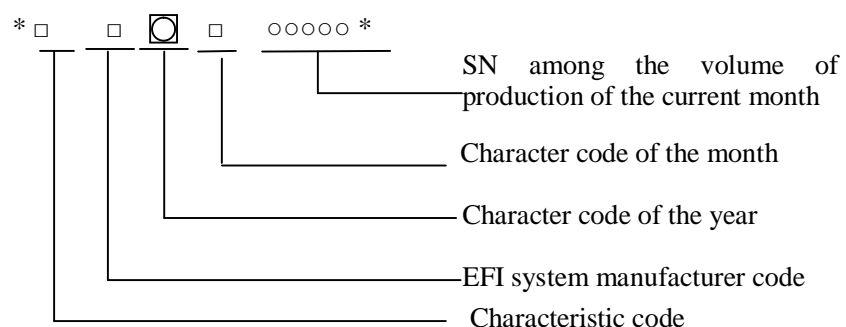 * □ □ ⃝ □ ○○○○○ *
SN among the volume of
production of the current month
Character code of the month
Character code of the year
EFI system manufacturer code
Characteristic code